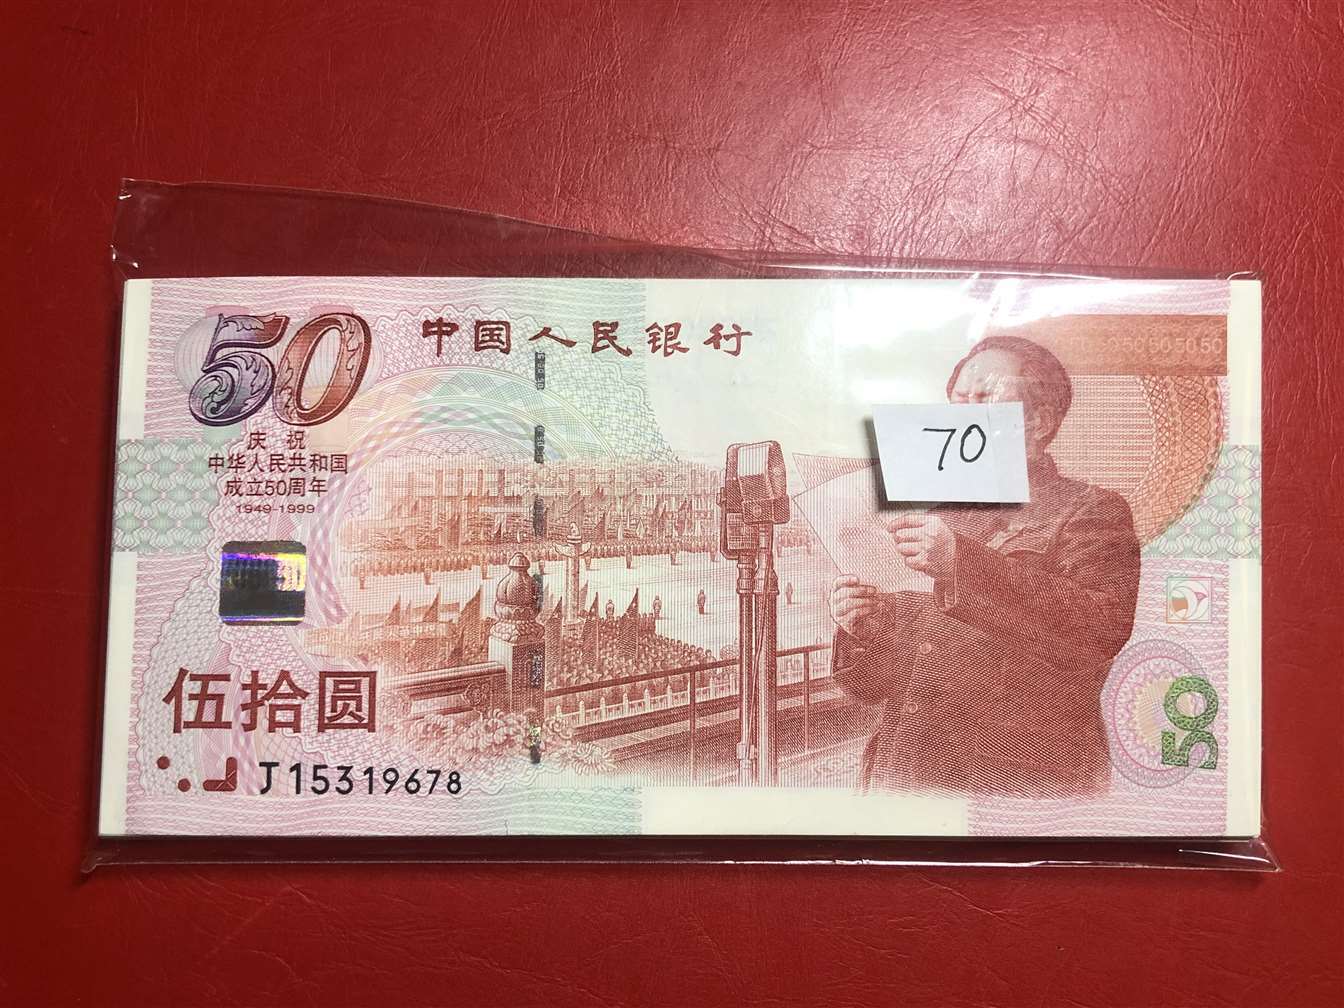 50
中国人民银行
庆祝
中华人民共和国
成立50周年
1949-1999
70
伍拾圆
J15319678
50